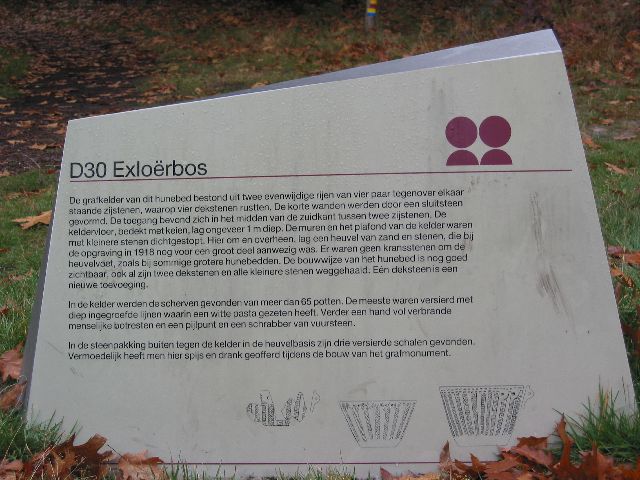 D30 Exloërbos
De grafkelder van dit hunebed bestond uit twee evenwijdige rijen van vier paar tegenover elkaar
staande zijstenen, waarop vier dekstenen rustten. De korte wanden werden door een sluitsteen
gevormd. De toegang bevond zich in het midden van de zuidkant tussen twee zijstenen. De
keldervloer, bedekt met keien, lag ongeveer 1 m diep. De muren en het plafond van de kelder waren
met kleinere stenen dichtgestopt. Hier om en overheen, lag een heuvel van zand en stenen, die bij
de opgraving in 1918 nog voor een groot deel aanwezig was. Er waren geen kransstenen om de
heuvelvoet, zoals bij sommige grotere hunebedden. De bouwwijze van het hunebed is nog goed
zichtbaar, ook al zijn twee dekstenen en alle kleinere stenen weggehaald. Eén deksteen is een
nieuwe toevoeging.
In de kelder werden de scherven gevonden van meer dan 65 potten. De meeste waren versierd met
diep ingegroefde lijnen waarin een witte pasta gezeten heeft. Verder een hand vol verbrande
menselijke botresten en een pijlpunt en een schrabber van vuursteen.
In de steenpakking buiten tegen de kelder in de heuvelbasis zijn drie versierde schalen gevonden.
Vermoedelijk heeft men hier spijs en drank geofferd tijdens de bouw van het grafmonument.